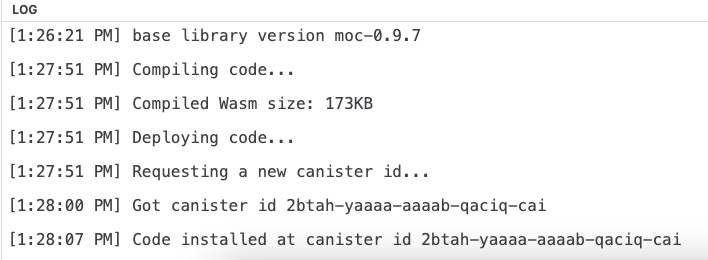 LOG
[1:26:21 PM] base library version moc-0.9.7
[1:27:51 PM] Compiling code...
[1:27:51 PM] Compiled Wasm size: 173KB
[1:27:51 PM] Deploying code...
[1:27:51 PM] Requesting a new canister id...
[1:28:00 PM] Got canister id 2btah-yaaaa-aaaab-qaciq-cai
[1:28:07 PM] Code installed at canister id 2btah-yaaaa-aaaab-qaciq-cai